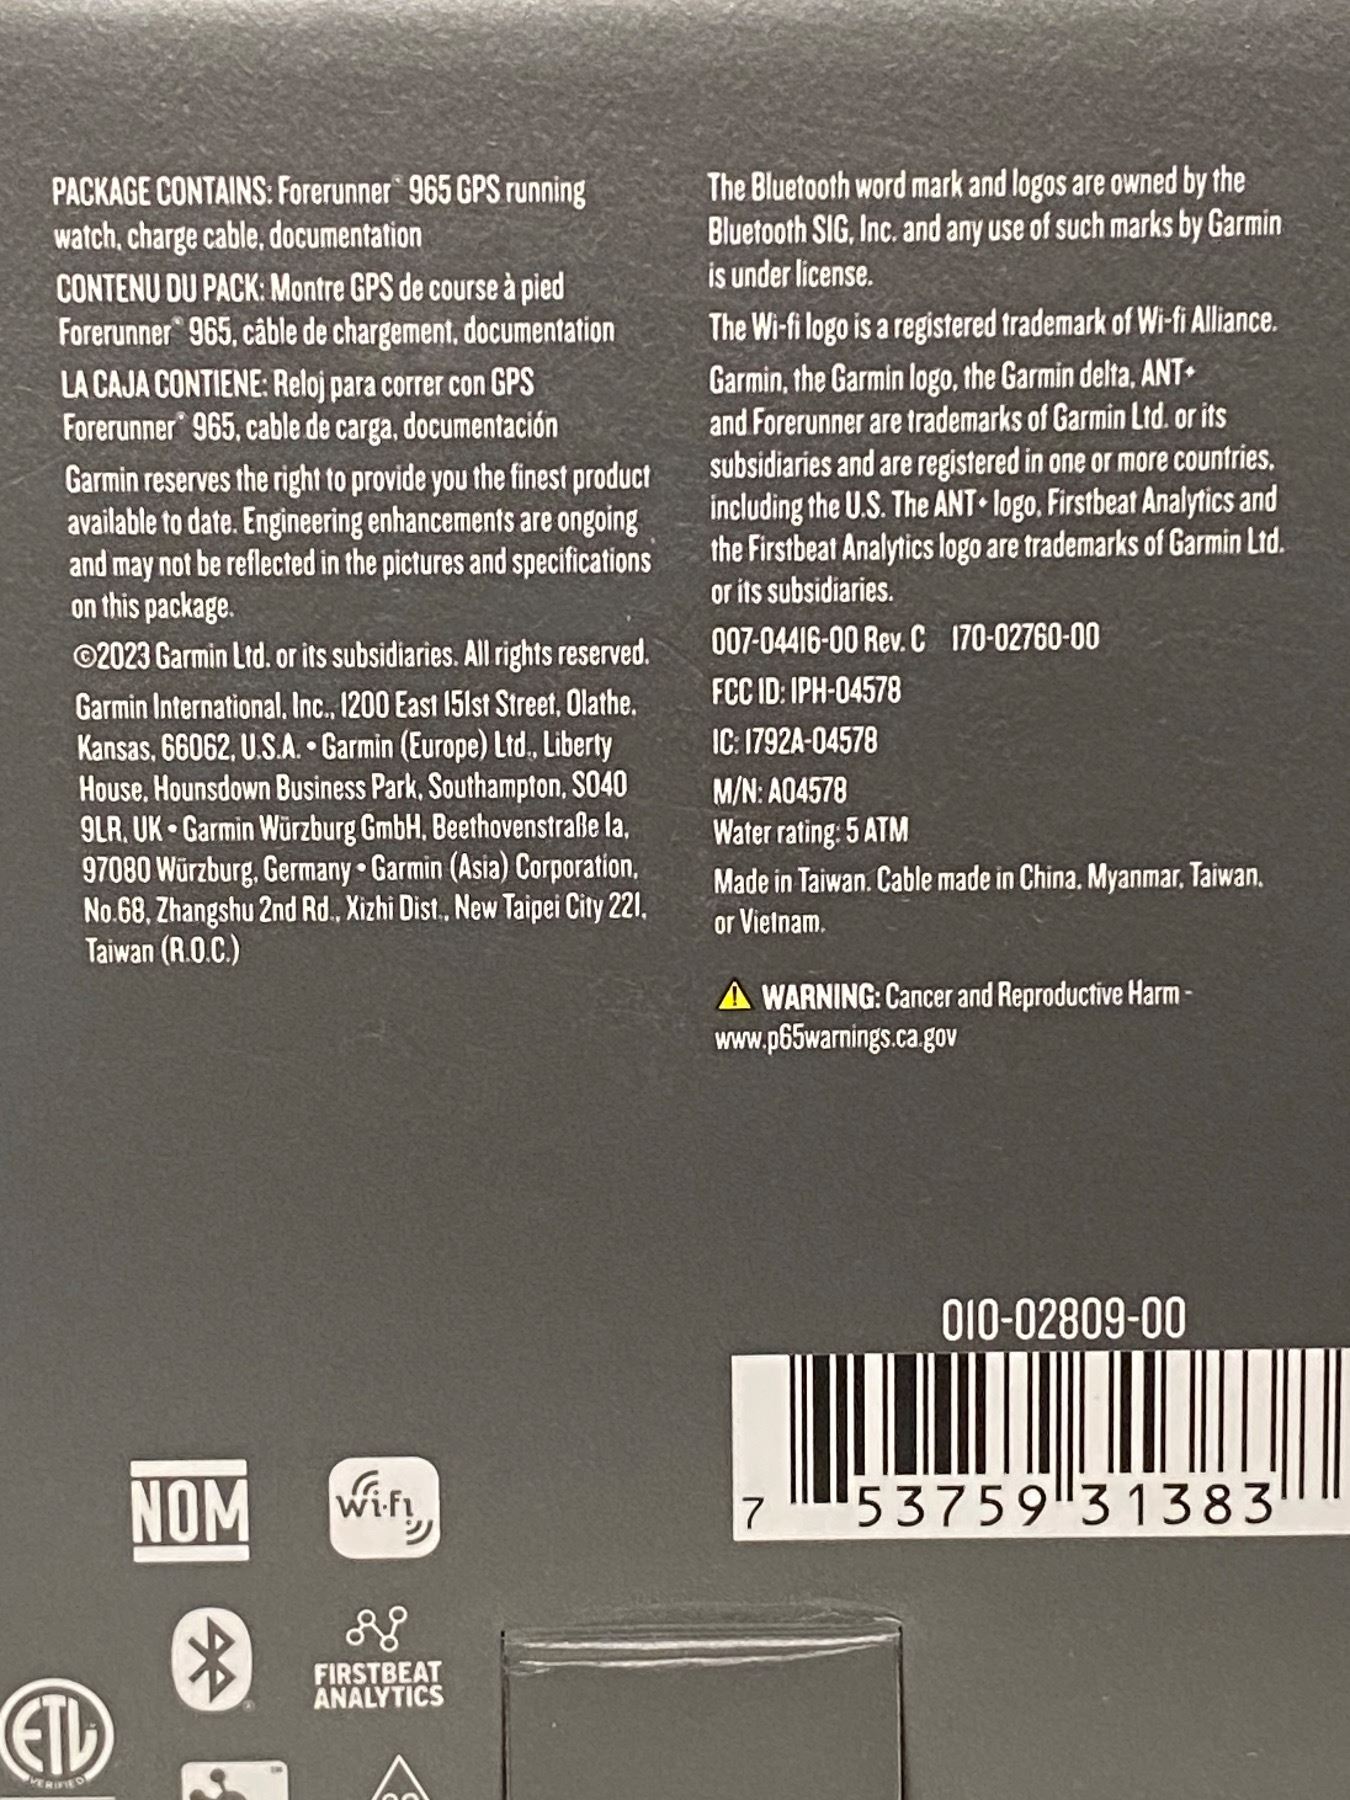 PACKAGE CONTAINS: Forerunner® 965 GPS running
watch, charge cable, documentation
CONTENU DU PACK: Montre GPS de course à pied
Forerunner® 965, câble de chargement, documentation
LA CAJA CONTIENE: Reloj para correr con GPS
Forerunner® 965, cable de carga, documentación
Garmin reserves the right to provide you the finest product
available to date. Engineering enhancements are ongoing
and may not be reflected in the pictures and specifications
on this package.
©2023 Garmin Ltd. or its subsidiaries. All rights reserved.
Garmin International, Inc., 1200 East 151st Street, Olathe,
Kansas, 66062, U.S.A. • Garmin (Europe) Ltd., Liberty
House, Hounsdown Business Park, Southampton, SO40
9LR, UK • Garmin Würzburg GmbH, Beethovenstraße 1a,
97080 Würzburg, Germany • Garmin (Asia) Corporation,
No.68, Zhangshu 2nd Rd., Xizhi Dist., New Taipei City 221,
Taiwan (R.O.C.)
The Bluetooth word mark and logos are owned by the
Bluetooth SIG, Inc. and any use of such marks by Garmin
is under license.
The Wi-fi logo is a registered trademark of Wi-fi Alliance.
Garmin, the Garmin logo, the Garmin delta, ANT+
and Forerunner are trademarks of Garmin Ltd. or its
subsidiaries and are registered in one or more countries,
including the U.S. The ANT+ logo, Firstbeat Analytics and
the Firstbeat Analytics logo are trademarks of Garmin Ltd.
or its subsidiaries.
007-04416-00 Rev. C 170-02760-00
FCC ID: IPH-04578
IC: 1792A-04578
M/N: A04578
Water rating: 5 ATM
Made in Taiwan. Cable made in China, Myanmar, Taiwan,
or Vietnam.
WARNING: Cancer and Reproductive Harm -
www.p65warnings.ca.gov
010-02809-00
7 53759 31383
NOM
Wi-Fi
FIRSTBEAT
ANALYTICS
ETL
VERIFIED